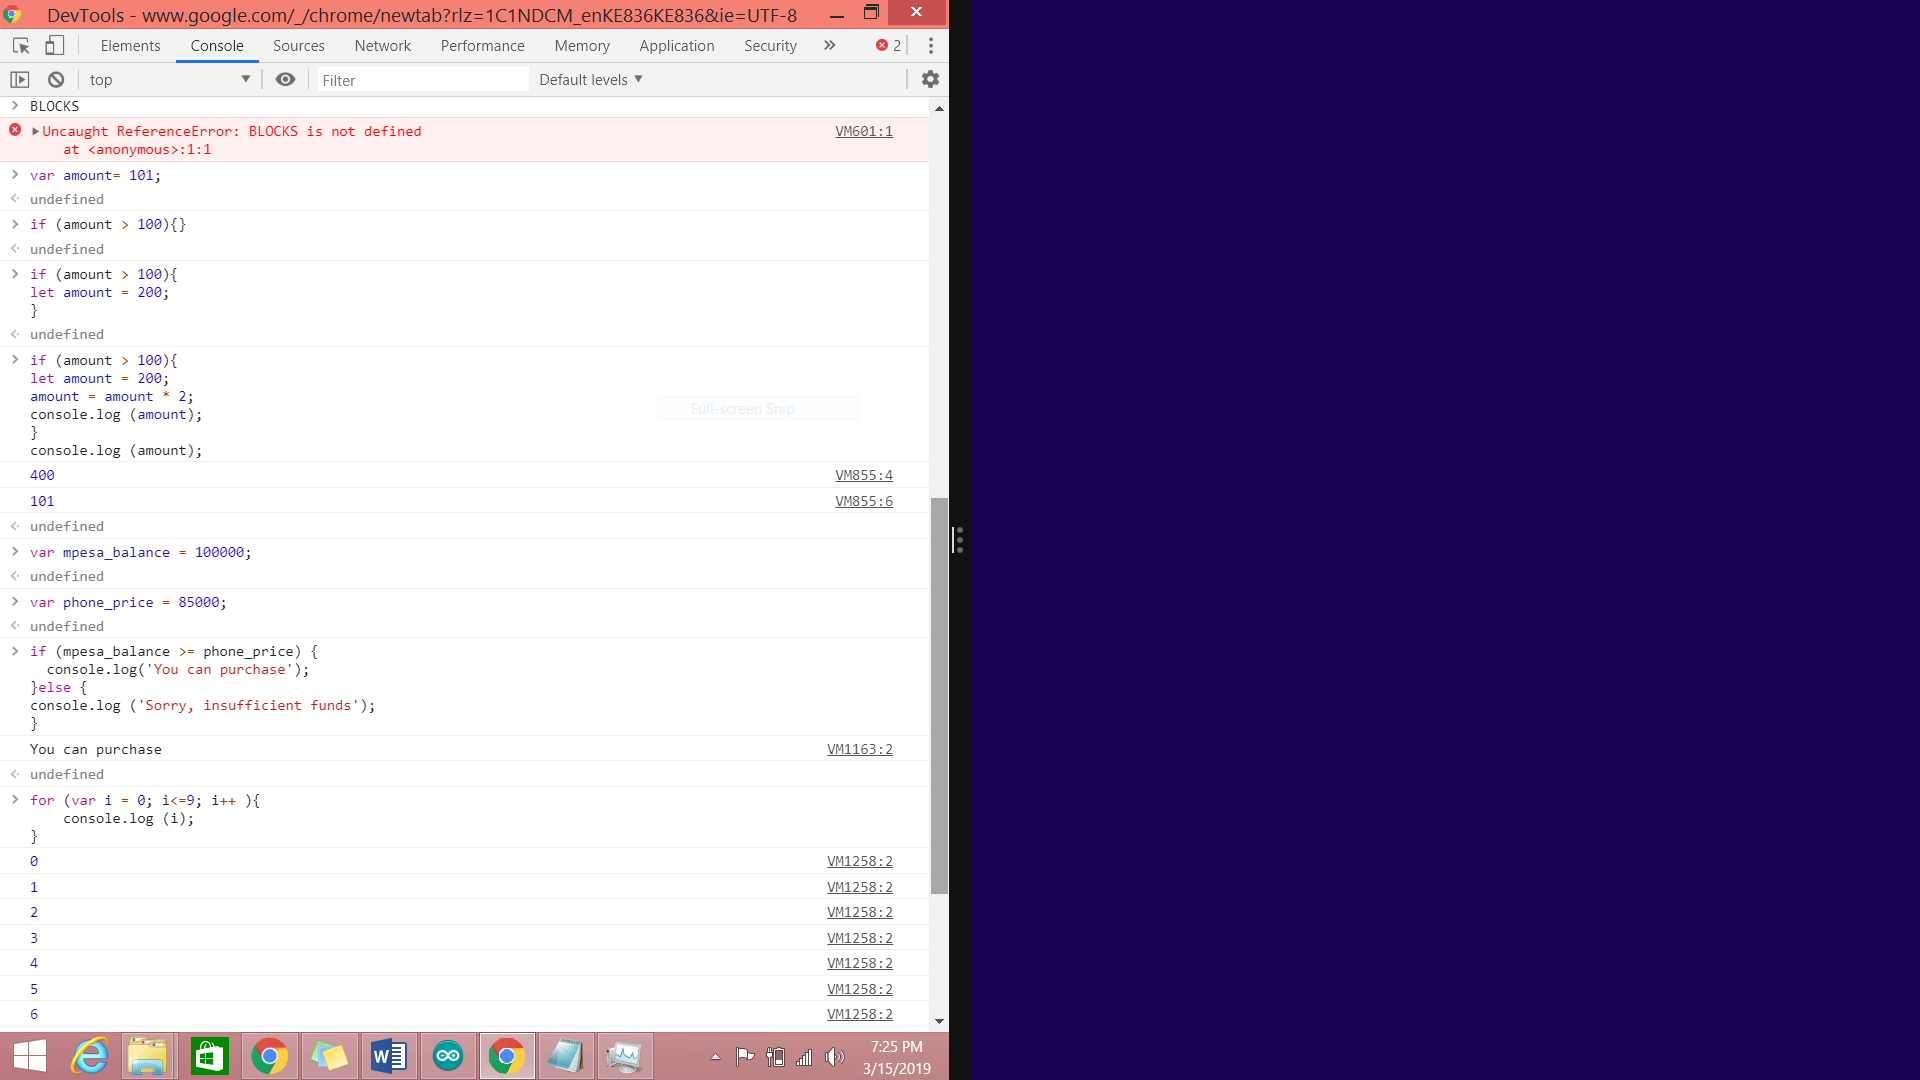 DevTools - www.google.com/_/chrome/newtab?rlz=1C1NDCM_enKE836KE836&ie=UTF-8
Elements Console Sources Network Performance Memory Application Security » 2
top Filter Default levels
BLOCKS
Uncaught ReferenceError: BLOCKS is not defined VM601:1
at <anonymous>:1:1
var amount= 101;
undefined
if (amount > 100){}
undefined
if (amount > 100){
let amount = 200;
}
undefined
if (amount > 100){
let amount = 200;
amount = amount * 2;
Full-screen Snip
console.log (amount);
}
console.log (amount);
400 VM855:4
101 VM855:6
undefined
var mpesa_balance = 100000;
undefined
var phone_price = 85000;
undefined
if (mpesa_balance >= phone_price) {
console.log('You can purchase');
}else {
console.log ('Sorry, insufficient funds');
}
You can purchase VM1163:2
undefined
for (var i = 0; i<=9; i++ ){
console.log (i);
}
0 VM1258:2
1 VM1258:2
2 VM1258:2
3 VM1258:2
4 VM1258:2
5 VM1258:2
6 VM1258:2
7:25 PM
3/15/2019